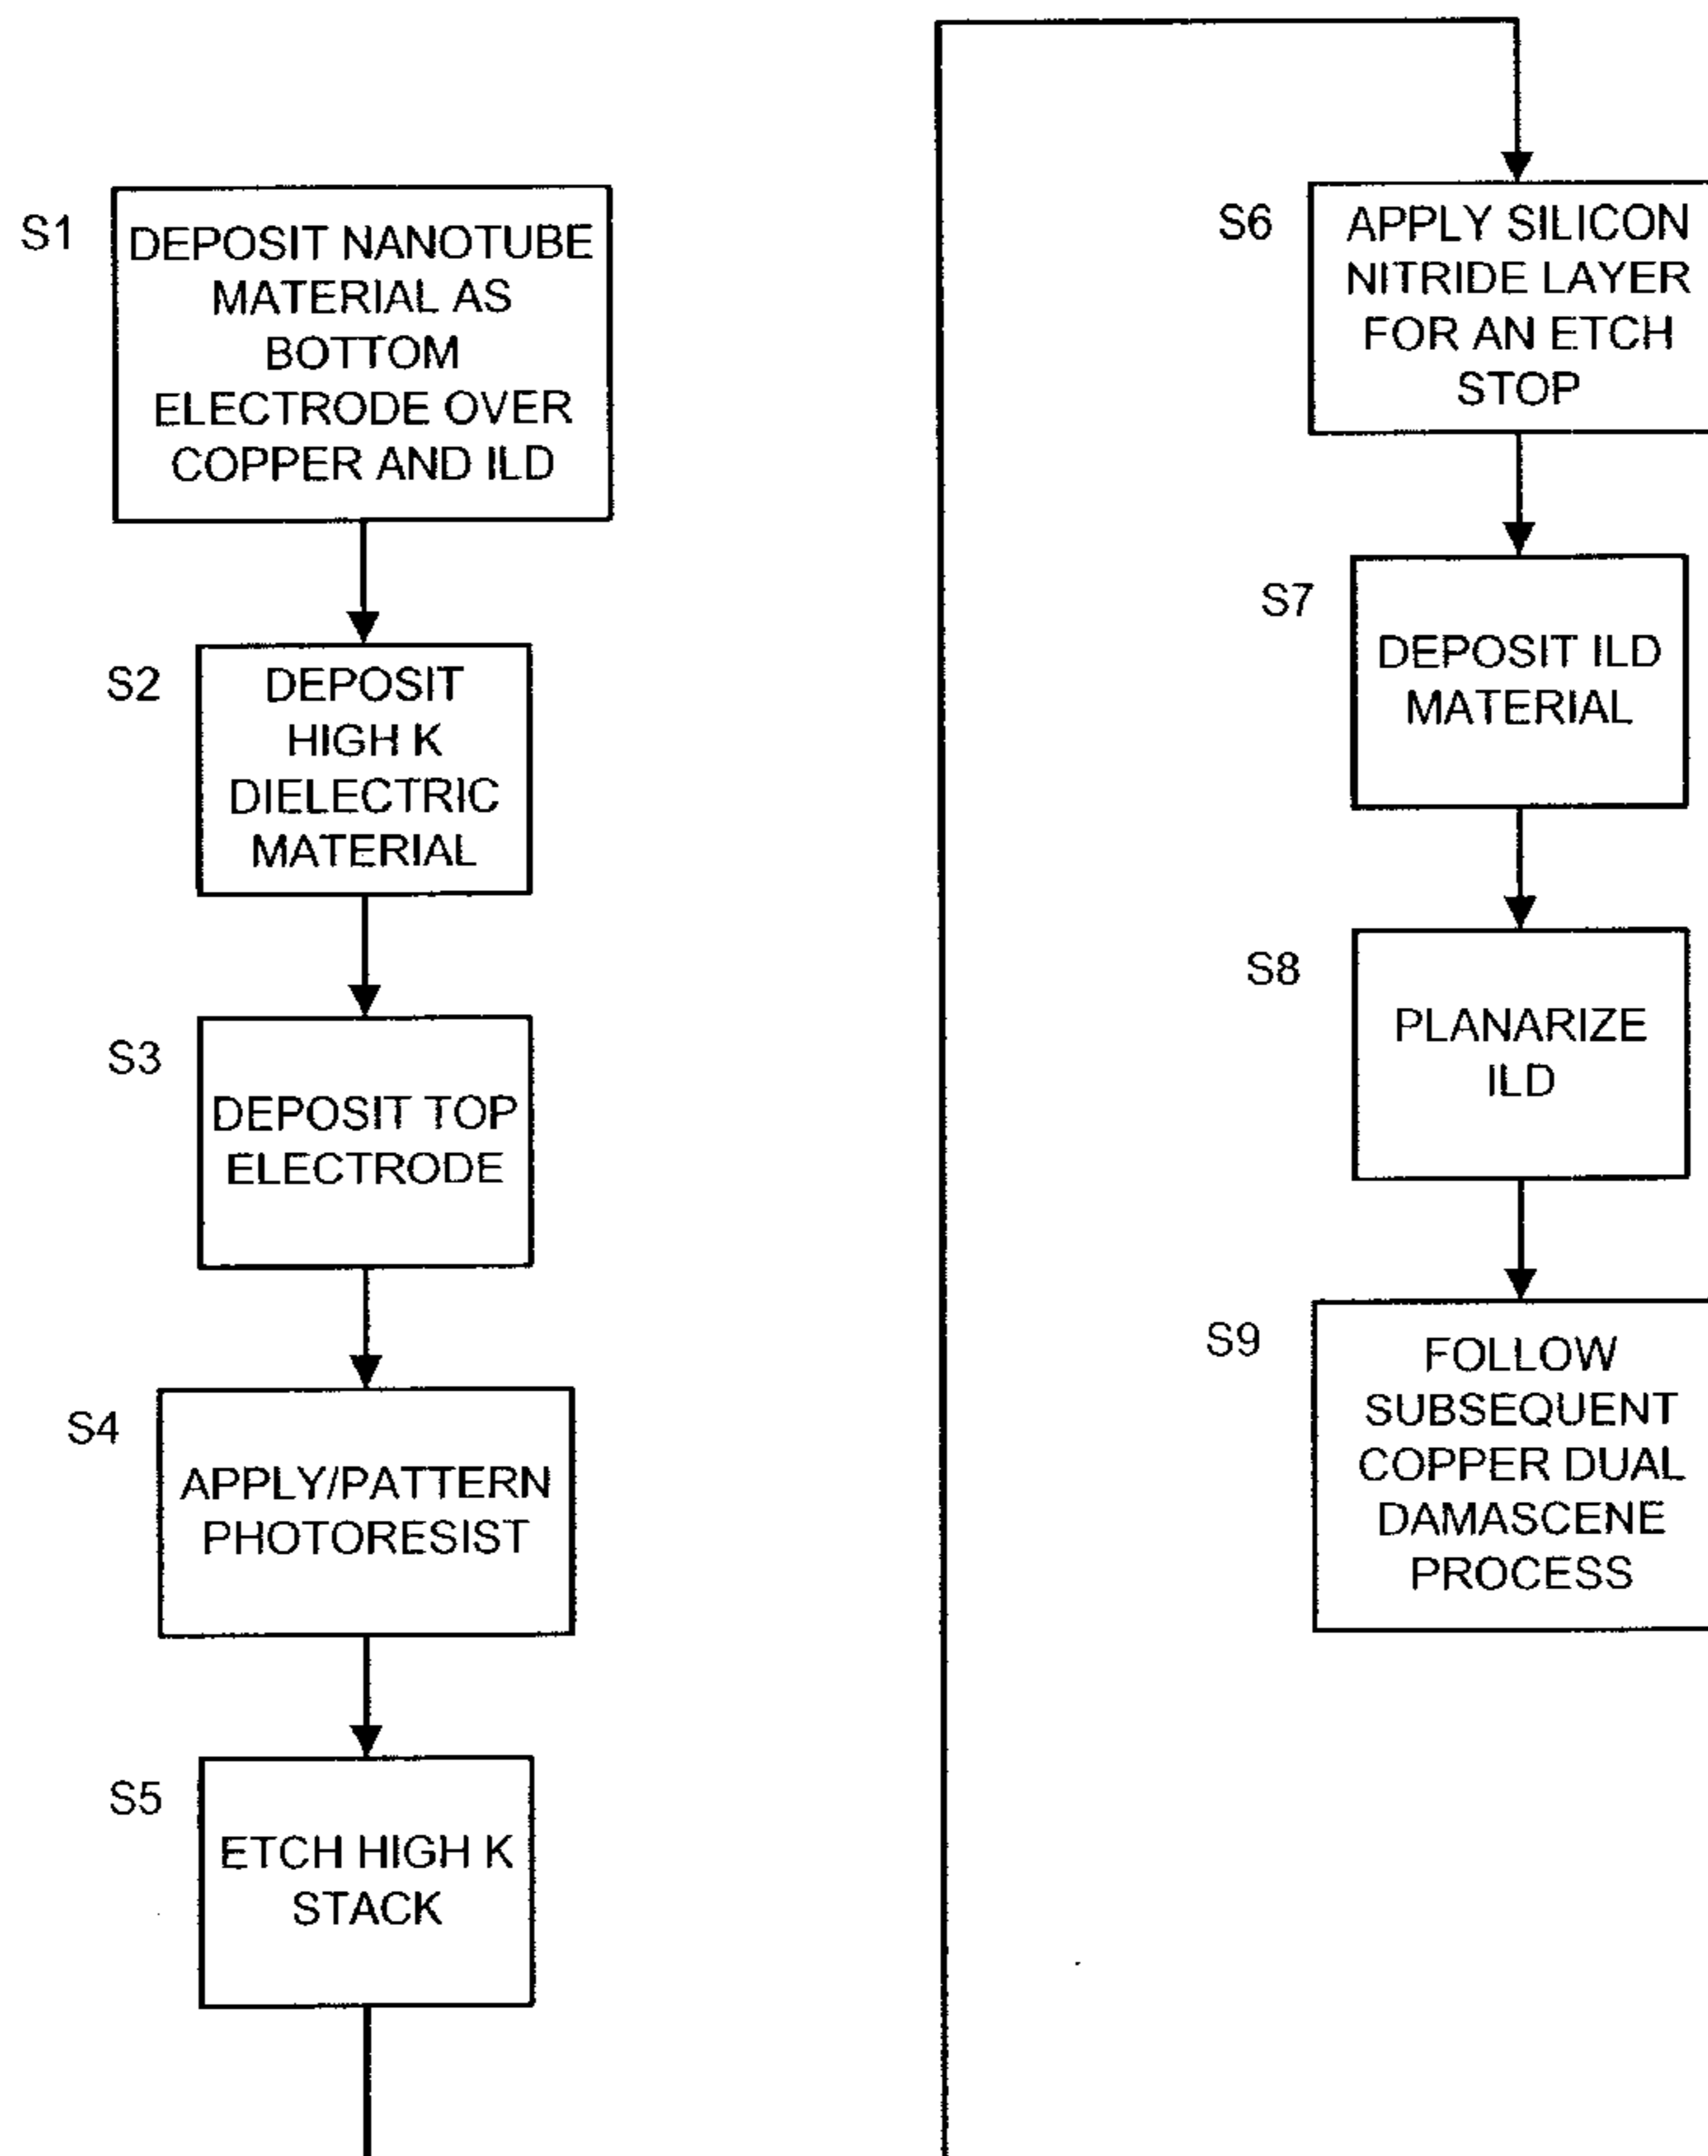 S1
DEPOSIT NANOTUBE
MATERIAL AS
BOTTOM
ELECTRODE OVER
COPPER AND ILD
S2
DEPOSIT
HIGH K
DIELECTRIC
MATERIAL
S3
DEPOSIT TOP
ELECTRODE
S4
APPLY/PATTERN
PHOTORESIST
S5
ETCH HIGH K
STACK
S6
APPLY SILICON
NITRIDE LAYER
FOR AN ETCH
STOP
S7
DEPOSIT ILD
MATERIAL
S8
PLANARIZE
ILD
S9
FOLLOW
SUBSEQUENT
COPPER DUAL
DAMASCENE
PROCESS